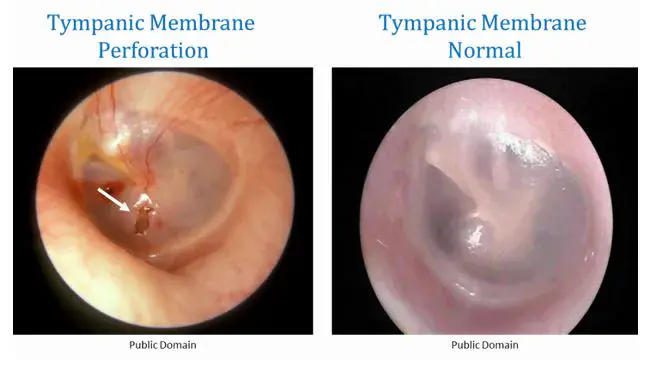 Tympanic Membrane
Perforation
Tympanic Membrane
Normal
Public Domain
Public Domain